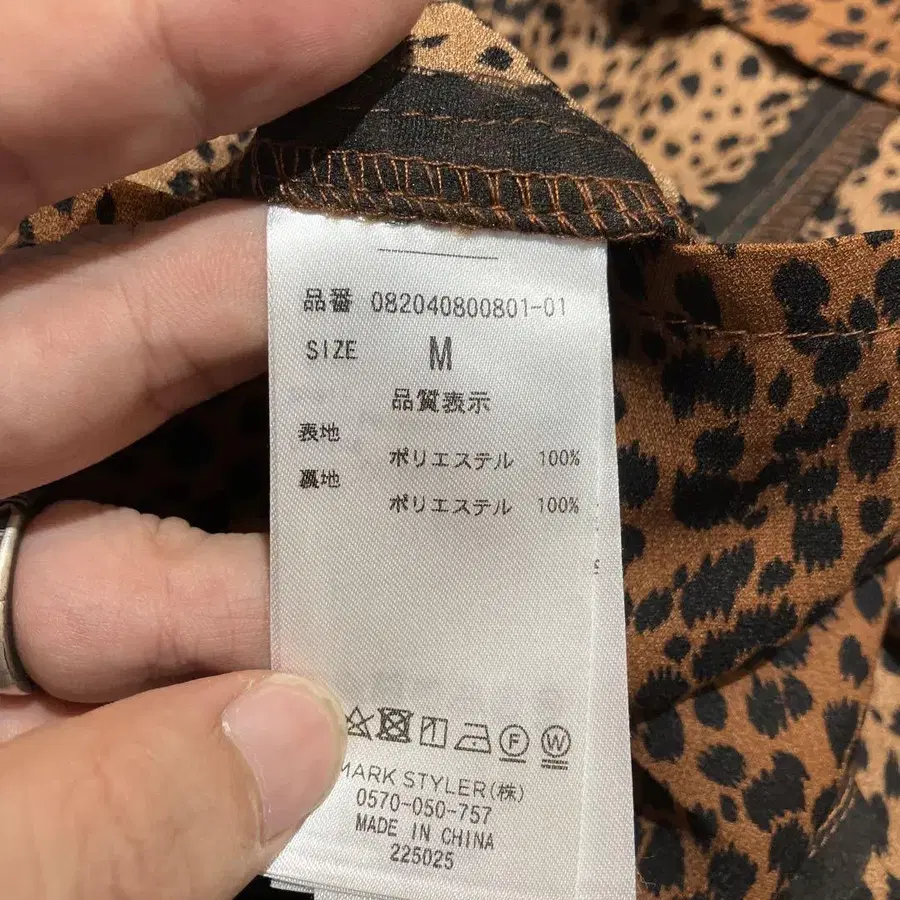 品番 082040800801-01
SIZE M
品質表示
表地
ポリエステル 100%
裏地
ポリエステル 100%
F W
MARK STYLER(株)
0570-050-757
MADE IN CHINA
225025